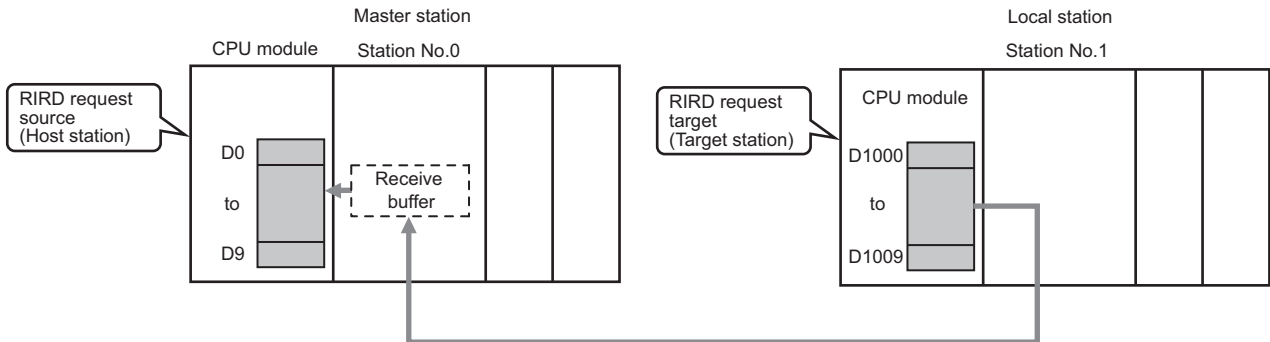 Master station
Local station
CPU module
Station No.0
Station No.1
RIRD request
source
(Host station)
D0
to
D9
Receive
buffer
RIRD request
target
(Target station)
CPU module
D1000
to
D1009